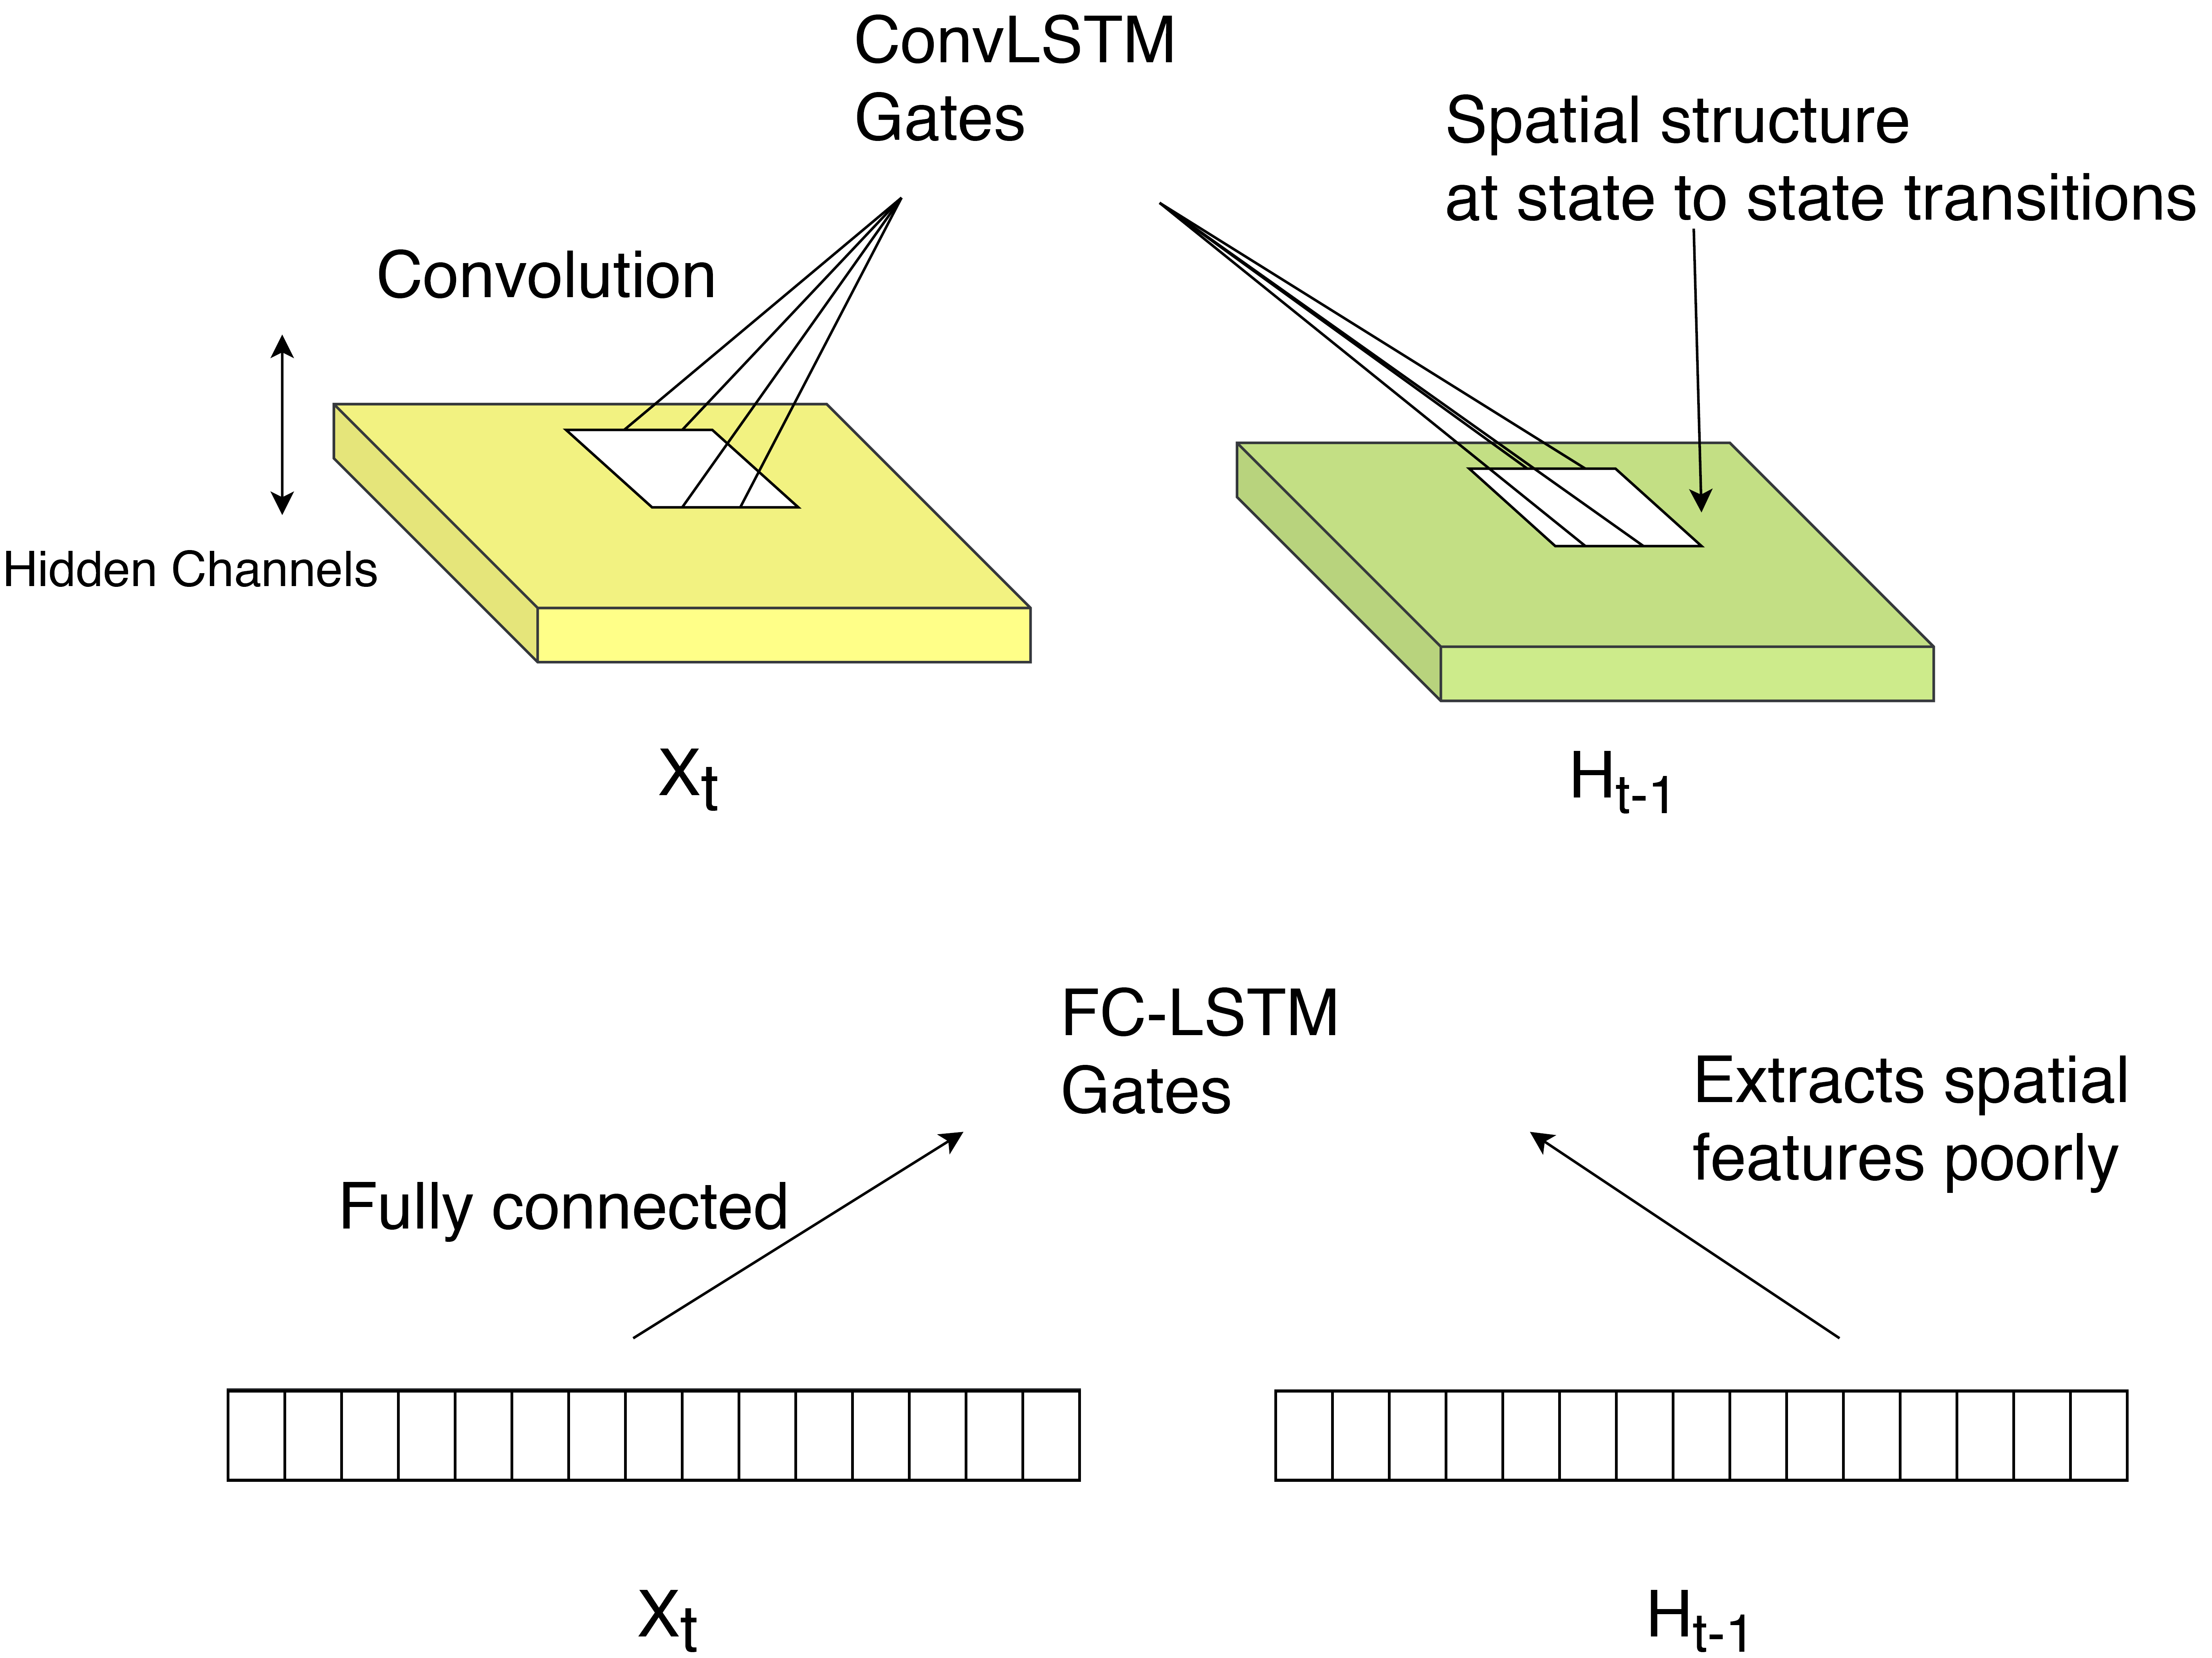 ConvLSTM
Gates
Spatial structure
at state to state transitions
Convolution
Hidden Channels
Xt
Ht-1
FC-LSTM
Gates
Extracts spatial
features poorly
Fully connected
Xt
Ht-1